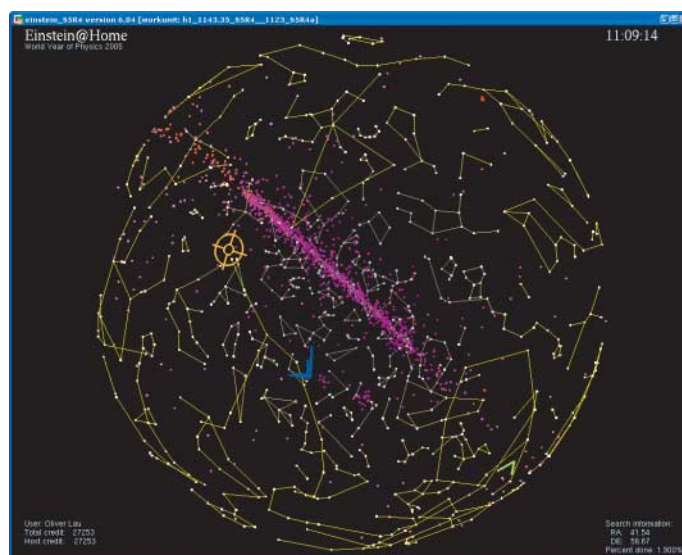 einstein_S5R4 version 6.04 [workunit: h1_1143.35_S5R4__1123_S5R4a]
Einstein@Home
World Year of Physics 2005
11:09:14
User: Oliver Lau
Total credit: 27253
Host credit: 27253
Search information:
RA: 41.54
DE: 56.67
Percent done: 1.900%